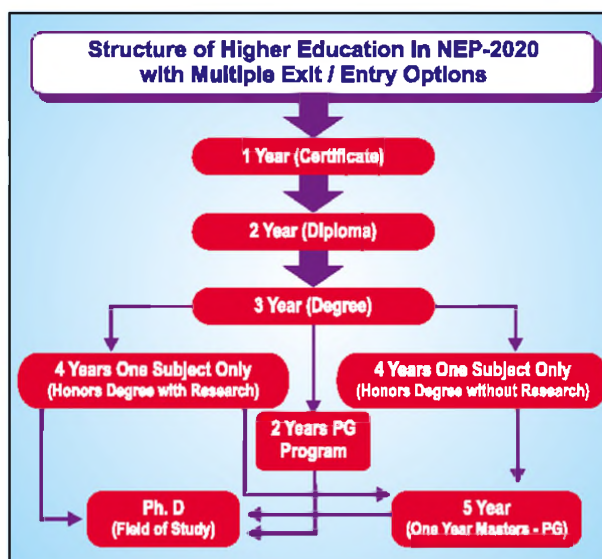 Structure of Higher Education in NEP-2020
with Multiple Exit / Entry Options
1 Year (Certificate)
2 Year (Diploma)
3 Year (Degree)
4 Years One Subject Only
(Honors Degree with Research)
4 Years One Subject Only
(Honors Degree without Research)
2 Years PG
Program
Ph. D
(Field of Study)
5 Year
(One Year Masters - PG)